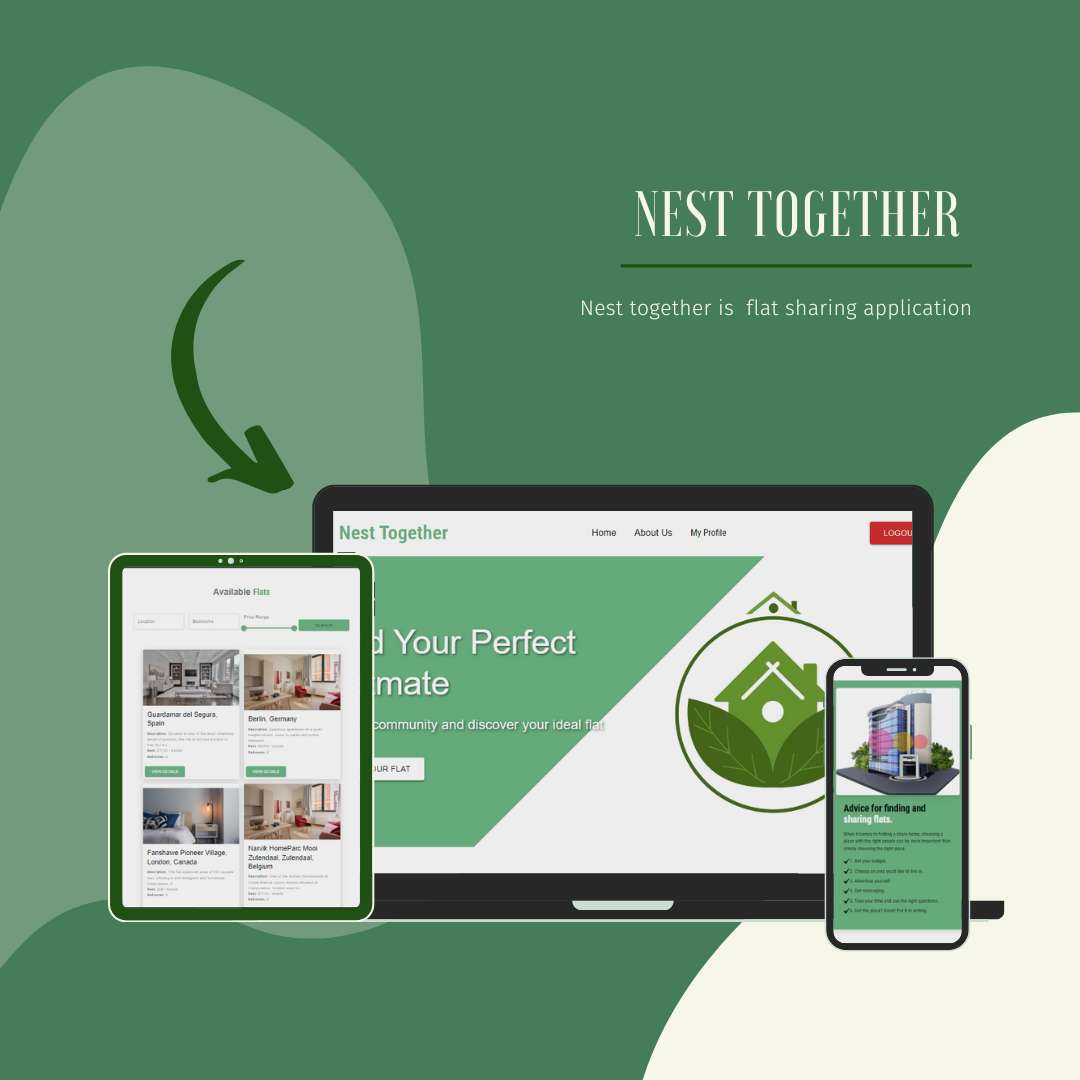 NEST TOGETHER
Nest together is flat sharing application
Nest Together
Home About Us My Profile
LOGOU
d Your Perfect
tmate
community and discover your ideal flat
OUR FLAT
Available Flats
Location
Bedrooms
Price Range
SEARCH
Guardamar del Segura,
Spain
VIEW DETAILS
Berlin, Germany
VIEW DETAILS
Fanshawe Pioneer Village,
London, Canada
Narvik HomeParc Mooi
Zutendaal, Zutendaal,
Belgium
Advice for finding and
sharing flats.
When it comes to finding a share home, choosing a
place with the right people can be more important than
simply choosing the right place.
1. Set your budget.
2. Choose an area you'd like to live in.
3. Advertise yourself.
4. Get messaging.
5. Take your time and ask the right questions.
6. Got the place? Great! Put it in writing.